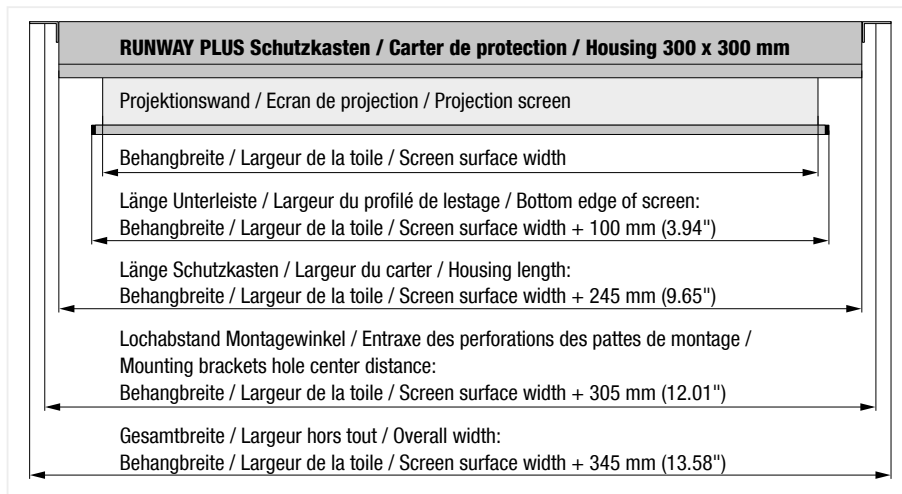 RUNWAY PLUS Schutzkasten / Carter de protection / Housing 300 x 300 mm
Projektionswand / Ecran de projection / Projection screen
Behangbreite / Largeur de la toile / Screen surface width
Länge Unterleiste / Largeur du profilé de lestage / Bottom edge of screen:
Behangbreite / Largeur de la toile / Screen surface width + 100 mm (3.94")
Länge Schutzkasten / Largeur du carter / Housing length:
Behangbreite / Largeur de la toile / Screen surface width + 245 mm (9.65")
Lochabstand Montagewinkel / Entraxe des perforations des pattes de montage /
Mounting brackets hole center distance:
Behangbreite / Largeur de la toile / Screen surface width + 305 mm (12.01")
Gesamtbreite / Largeur hors tout / Overall width:
Behangbreite / Largeur de la toile / Screen surface width + 345 mm (13.58")